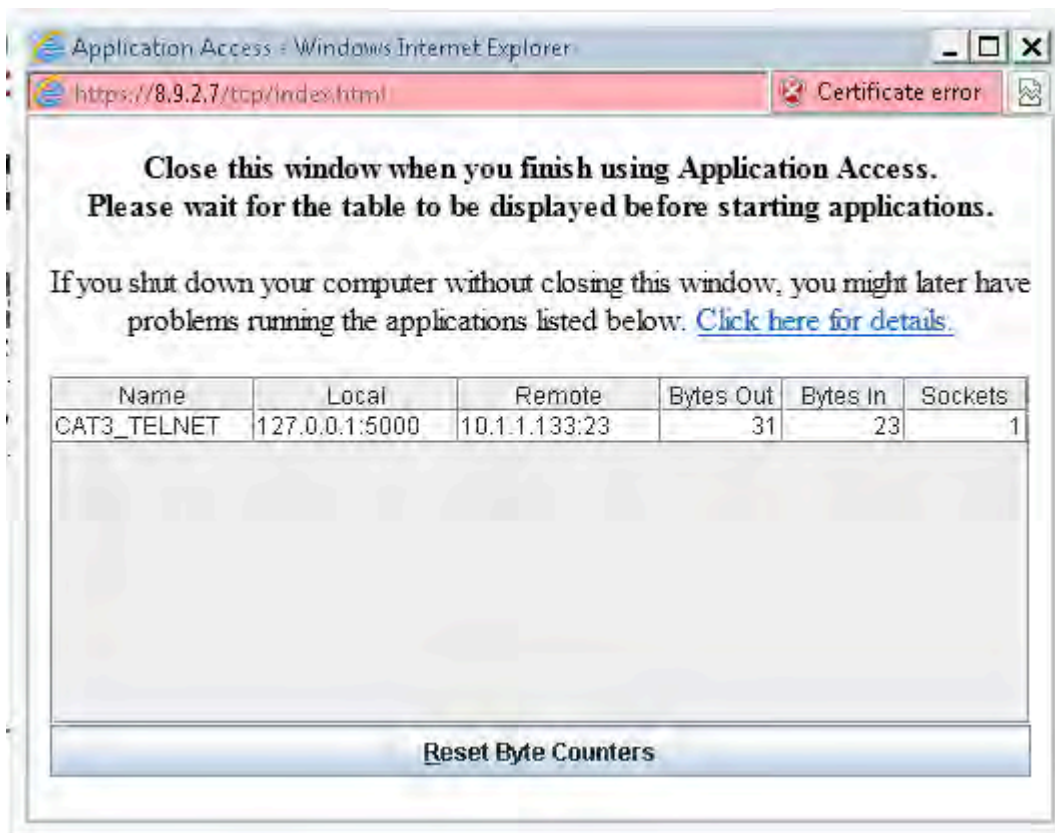 Application Access - Windows Internet Explorer
https://8.9.2.7/tcp/index.html
Certificate error
Close this window when you finish using Application Access.
Please wait for the table to be displayed before starting applications.
If you shut down your computer without closing this window, you might later have
problems running the applications listed below. Click here for details.
Name Local Remote Bytes Out Bytes In Sockets
CAT3_TELNET 127.0.0.1:5000 10.1.1.133:23 31 23 1
Reset Byte Counters